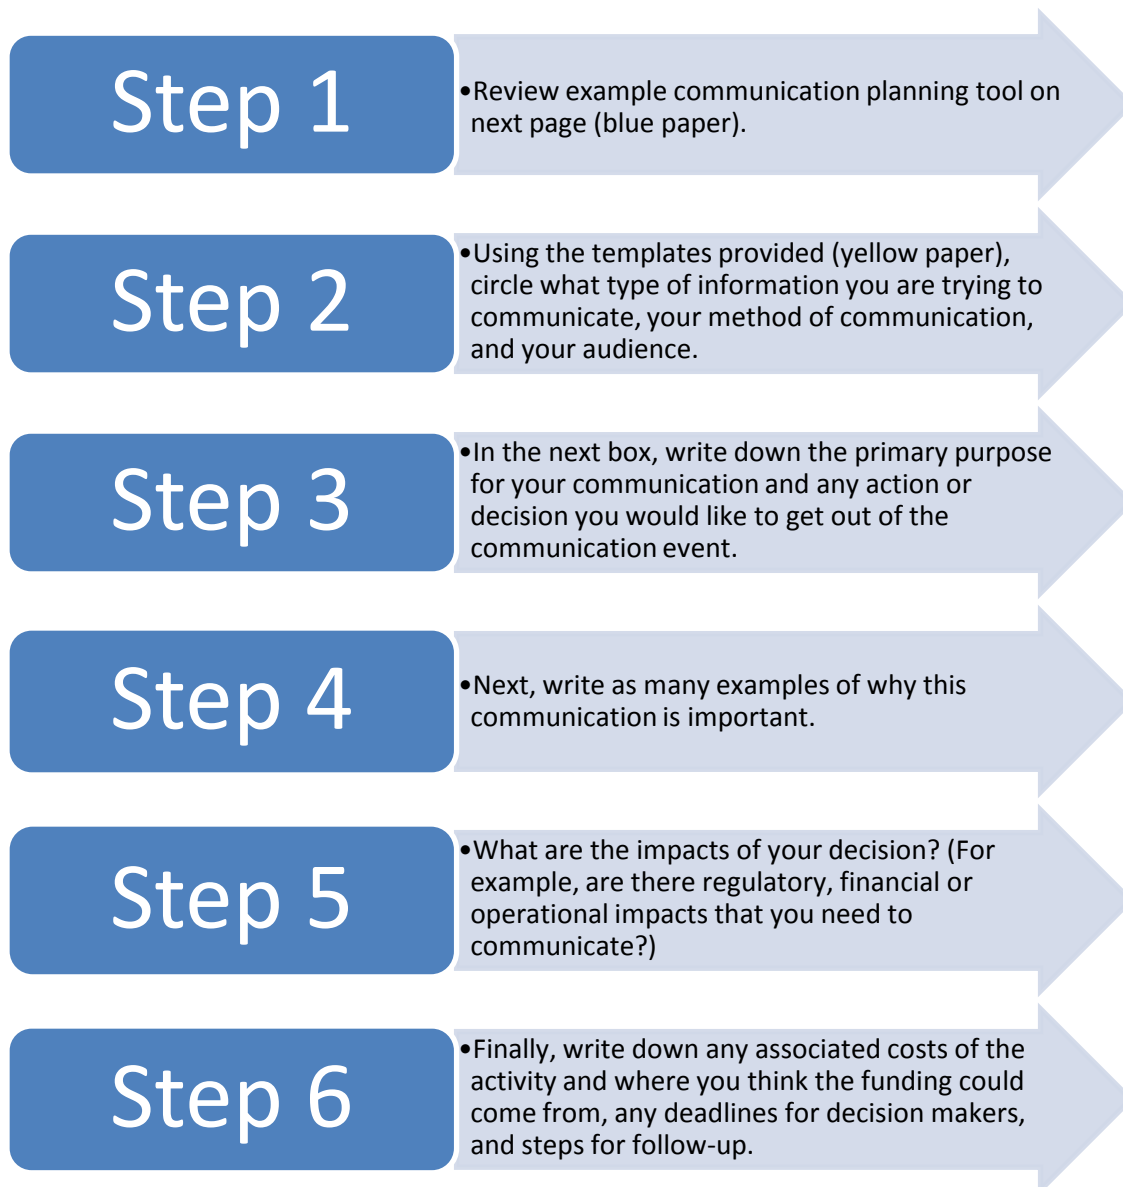 Step 1
•Review example communication planning tool on
next page (blue paper).
Step 2
•Using the templates provided (yellow paper),
circle what type of information you are trying to
communicate, your method of communication,
and your audience.
Step 3
•In the next box, write down the primary purpose
for your communication and any action or
decision you would like to get out of the
communication event.
Step 4
•Next, write as many examples of why this
communication is important.
Step 5
•What are the impacts of your decision? (For
example, are there regulatory, financial or
operational impacts that you need to
communicate?)
Step 6
•Finally, write down any associated costs of the
activity and where you think the funding could
come from, any deadlines for decision makers,
and steps for follow-up.